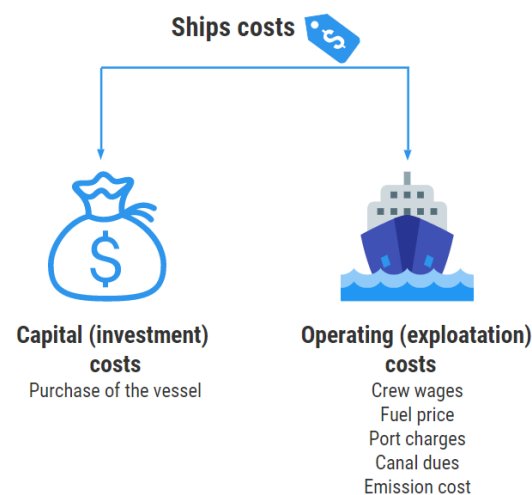 Ships costs
$
$
Capital (investment)
costs
Purchase of the vessel
Operating (exploatation)
costs
Crew wages
Fuel price
Port charges
Canal dues
Emission cost